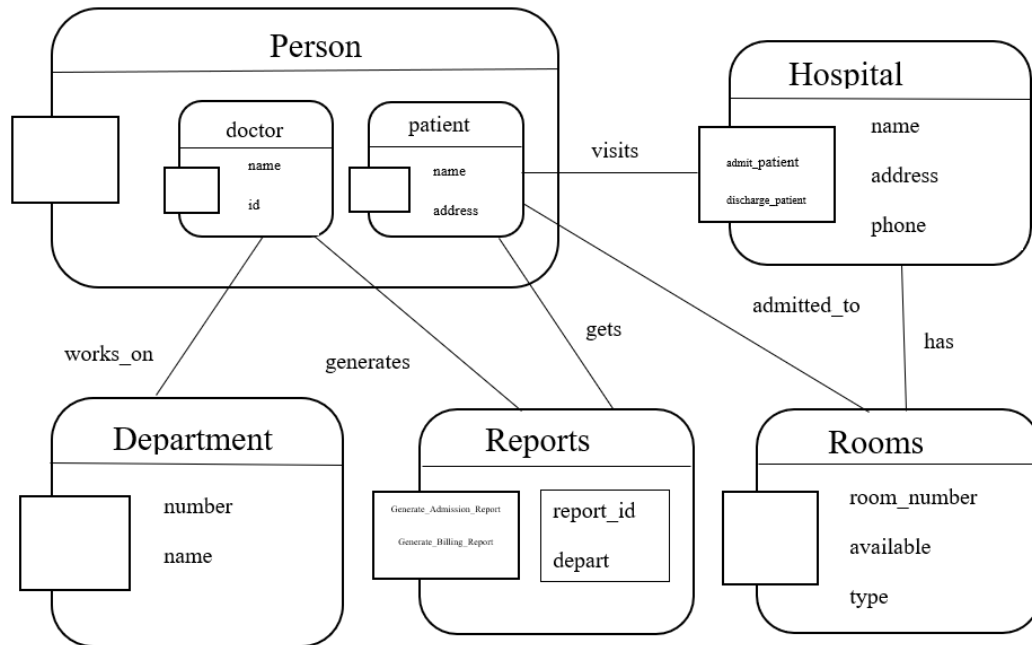 Person
doctor
name
id
patient
name
address
visits
Hospital
admit_patient
discharge_patient
name
address
phone
works_on
generates
gets
admitted_to
has
Department
number
name
Reports
Generate_Admission_Report
Generate_Billing_Report
report_id
depart
Rooms
room_number
available
type